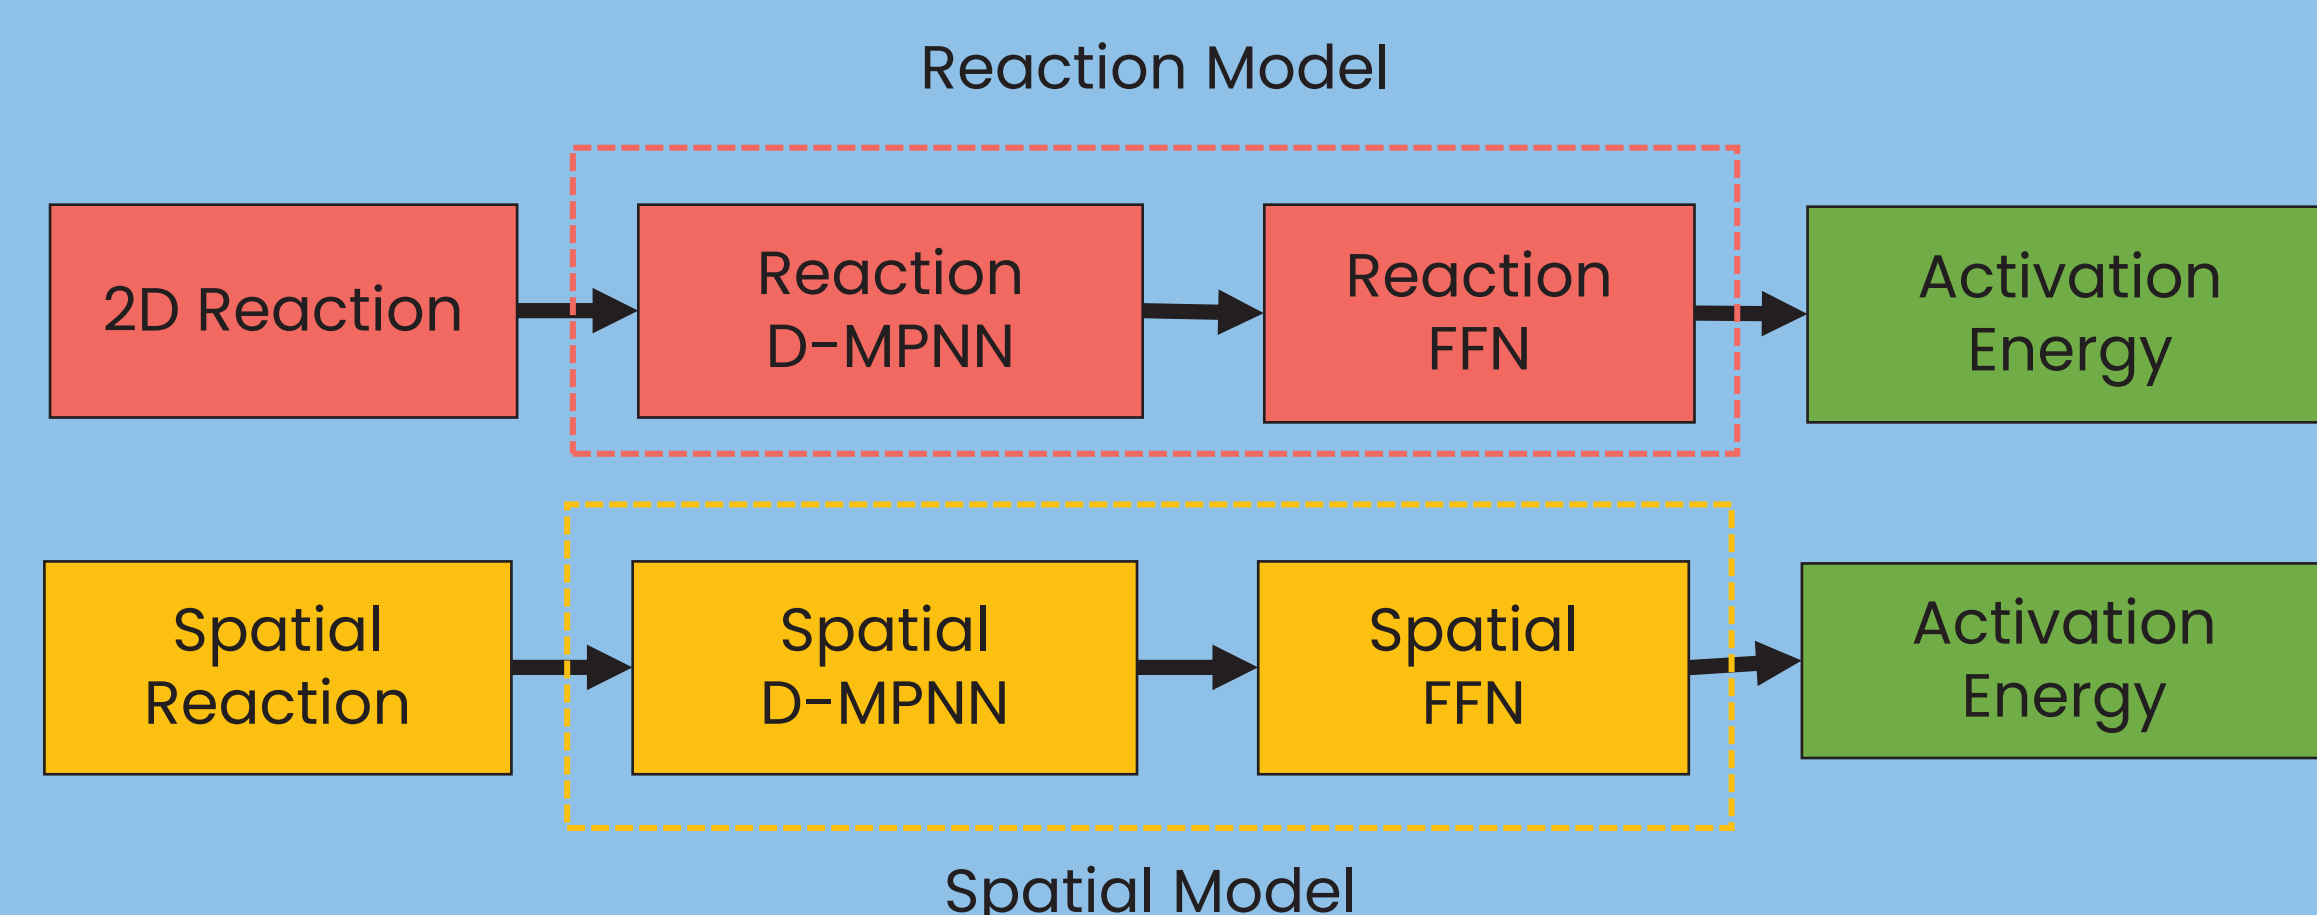 Reaction Model
2D Reaction
Reaction
D-MPNN
Reaction
FFN
Activation
Energy
Spatial
Reaction
Spatial
D-MPNN
Spatial
FFN
Activation
Energy
Spatial Model